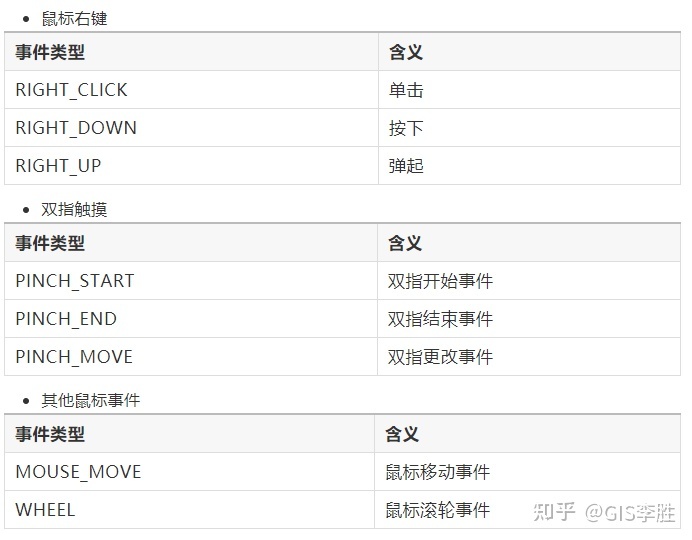 鼠标右键
事件类型 含义
RIGHT_CLICK 单击
RIGHT_DOWN 按下
RIGHT_UP 弹起
双指触摸
事件类型 含义
PINCH_START 双指开始事件
PINCH_END 双指结束事件
PINCH_MOVE 双指更改事件
其他鼠标事件
事件类型 含义
MOUSE_MOVE 鼠标移动事件
WHEEL 鼠标滚轮事件
知乎 @GIS李胜